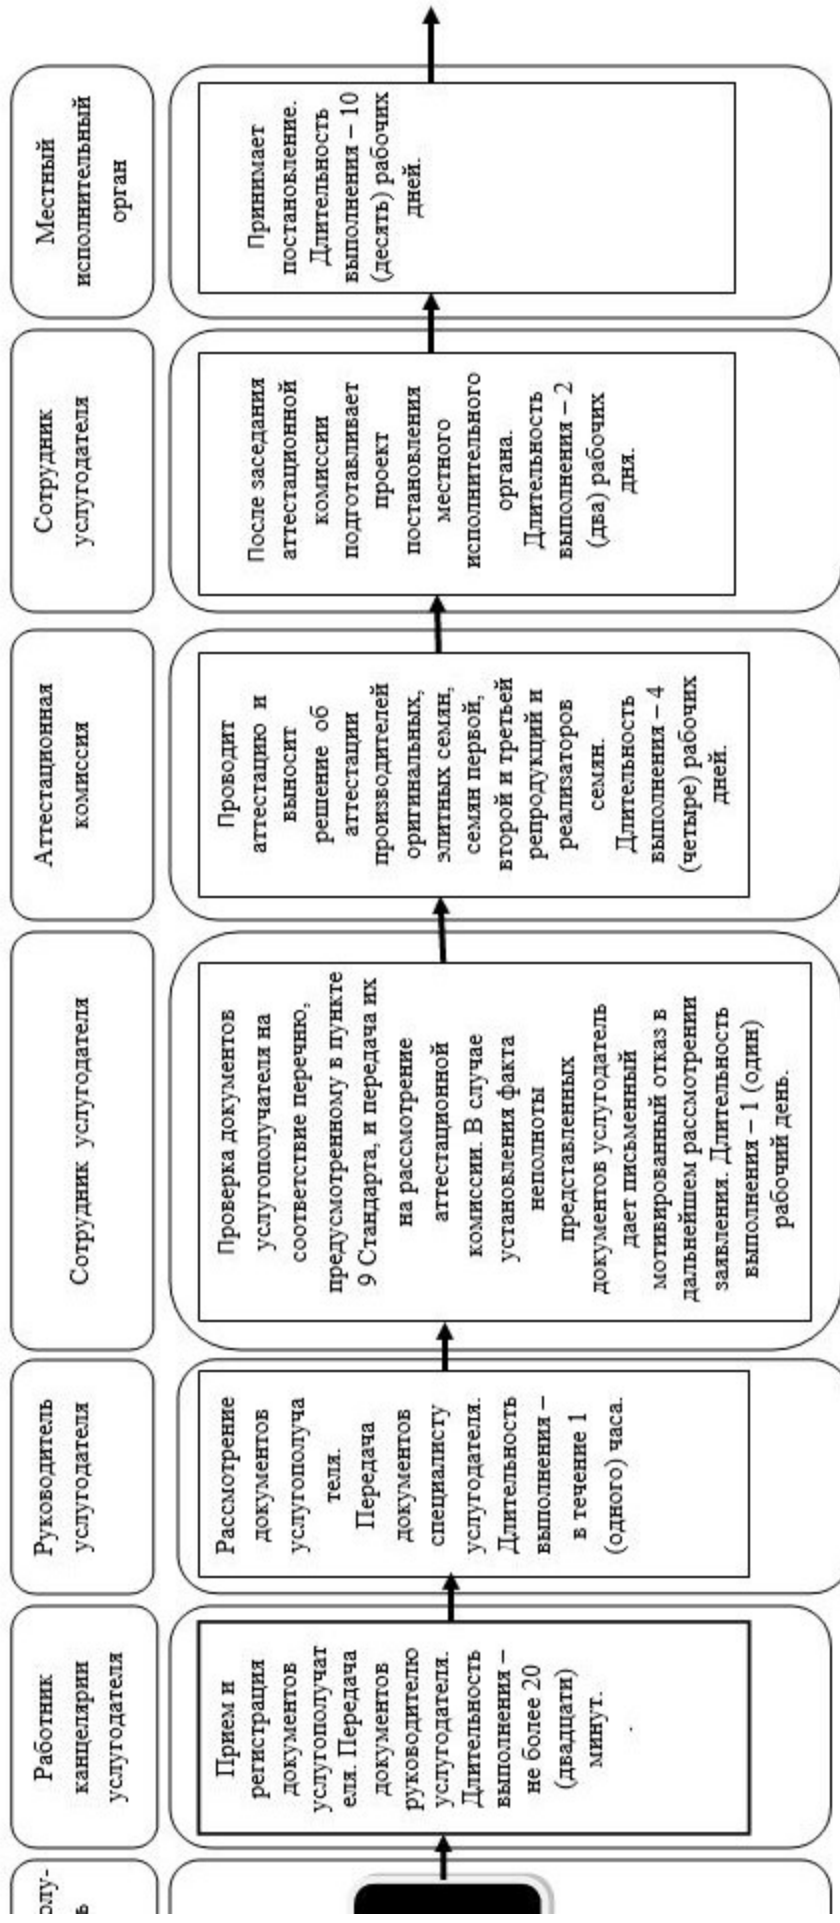 олу-
ь
Работник
канцелярии
услугодателя
Руководитель
услугодателя
Сотрудник услугодателя
Аттестационная
комиссия
Сотрудник
услугодателя
Местный
исполнительный
орган
Прием и
регистрация
документов
услугополучат
еля. Передача
документов
руководителю
услугодателя.
Длительность
выполнения –
не более 20
(двадцати)
минут.
.
Рассмотрение
документов
услугополуча
теля.
Передача
документов
специалисту
услугодателя.
Длительность
выполнения –
в течение 1
(одного) часа.
Проверка документов
услугополучателя на
соответствие перечню,
предусмотренному в пункте
9 Стандарта, и передача их
на рассмотрение
аттестационной
комиссии. В случае
установления факта
неполноты
представленных
документов услугодатель
дает письменный
мотивированный отказ в
дальнейшем рассмотрении
заявления. Длительность
выполнения – 1 (один)
рабочий день.
Проводит
аттестацию и
выносит
решение об
аттестации
производителей
оригинальных,
элитных семян,
семян первой,
второй и третьей
репродукций и
реализаторов
семян.
Длительность
выполнения – 4
(четыре) рабочих
дней.
После заседания
аттестационной
комиссии
подготавливает
проект
постановления
местного
исполнительного
органа.
Длительность
выполнения – 2
(два) рабочих
дня.
Принимает
постановление.
Длительность
выполнения – 10
(десять) рабочих
дней.